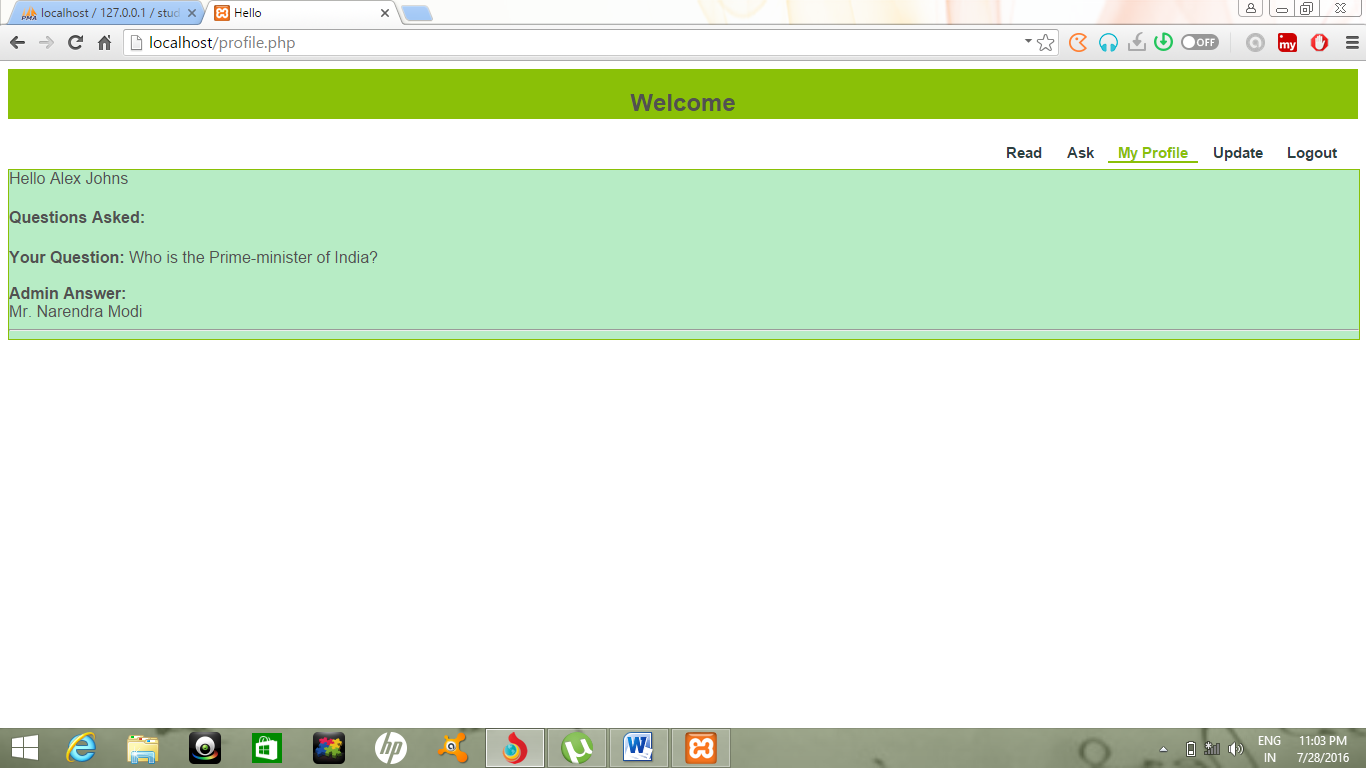 PMA localhost / 127.0.0.1 / stud
Hello
localhost/profile.php
OFF
my
Welcome
Read Ask My Profile Update Logout
Hello Alex Johns
Questions Asked:
Your Question: Who is the Prime-minister of India?
Admin Answer:
Mr. Narendra Modi
hp
W
ENG 11:03 PM
IN 7/28/2016